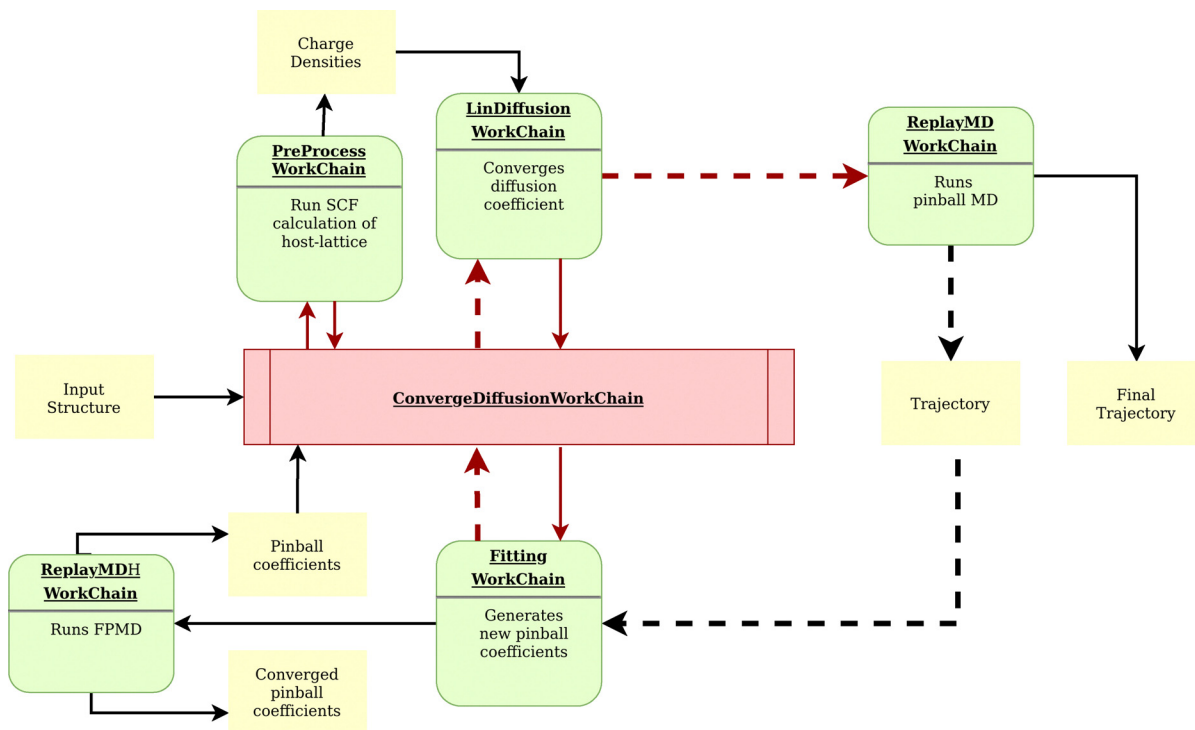 Charge
Densities
LinDiffusion
WorkChain
Converges
diffusion
coefficient
ReplayMD
WorkChain
Runs
pinball MD
PreProcess
WorkChain
Run SCF
calculation of
host-lattice
Input
Structure
ConvergeDiffusionWorkChain
Trajectory
Final
Trajectory
Pinball
coefficients
ReplayMDH
WorkChain
Runs FPMD
Fitting
WorkChain
Generates
new pinball
coefficients
Converged
pinball
coefficients